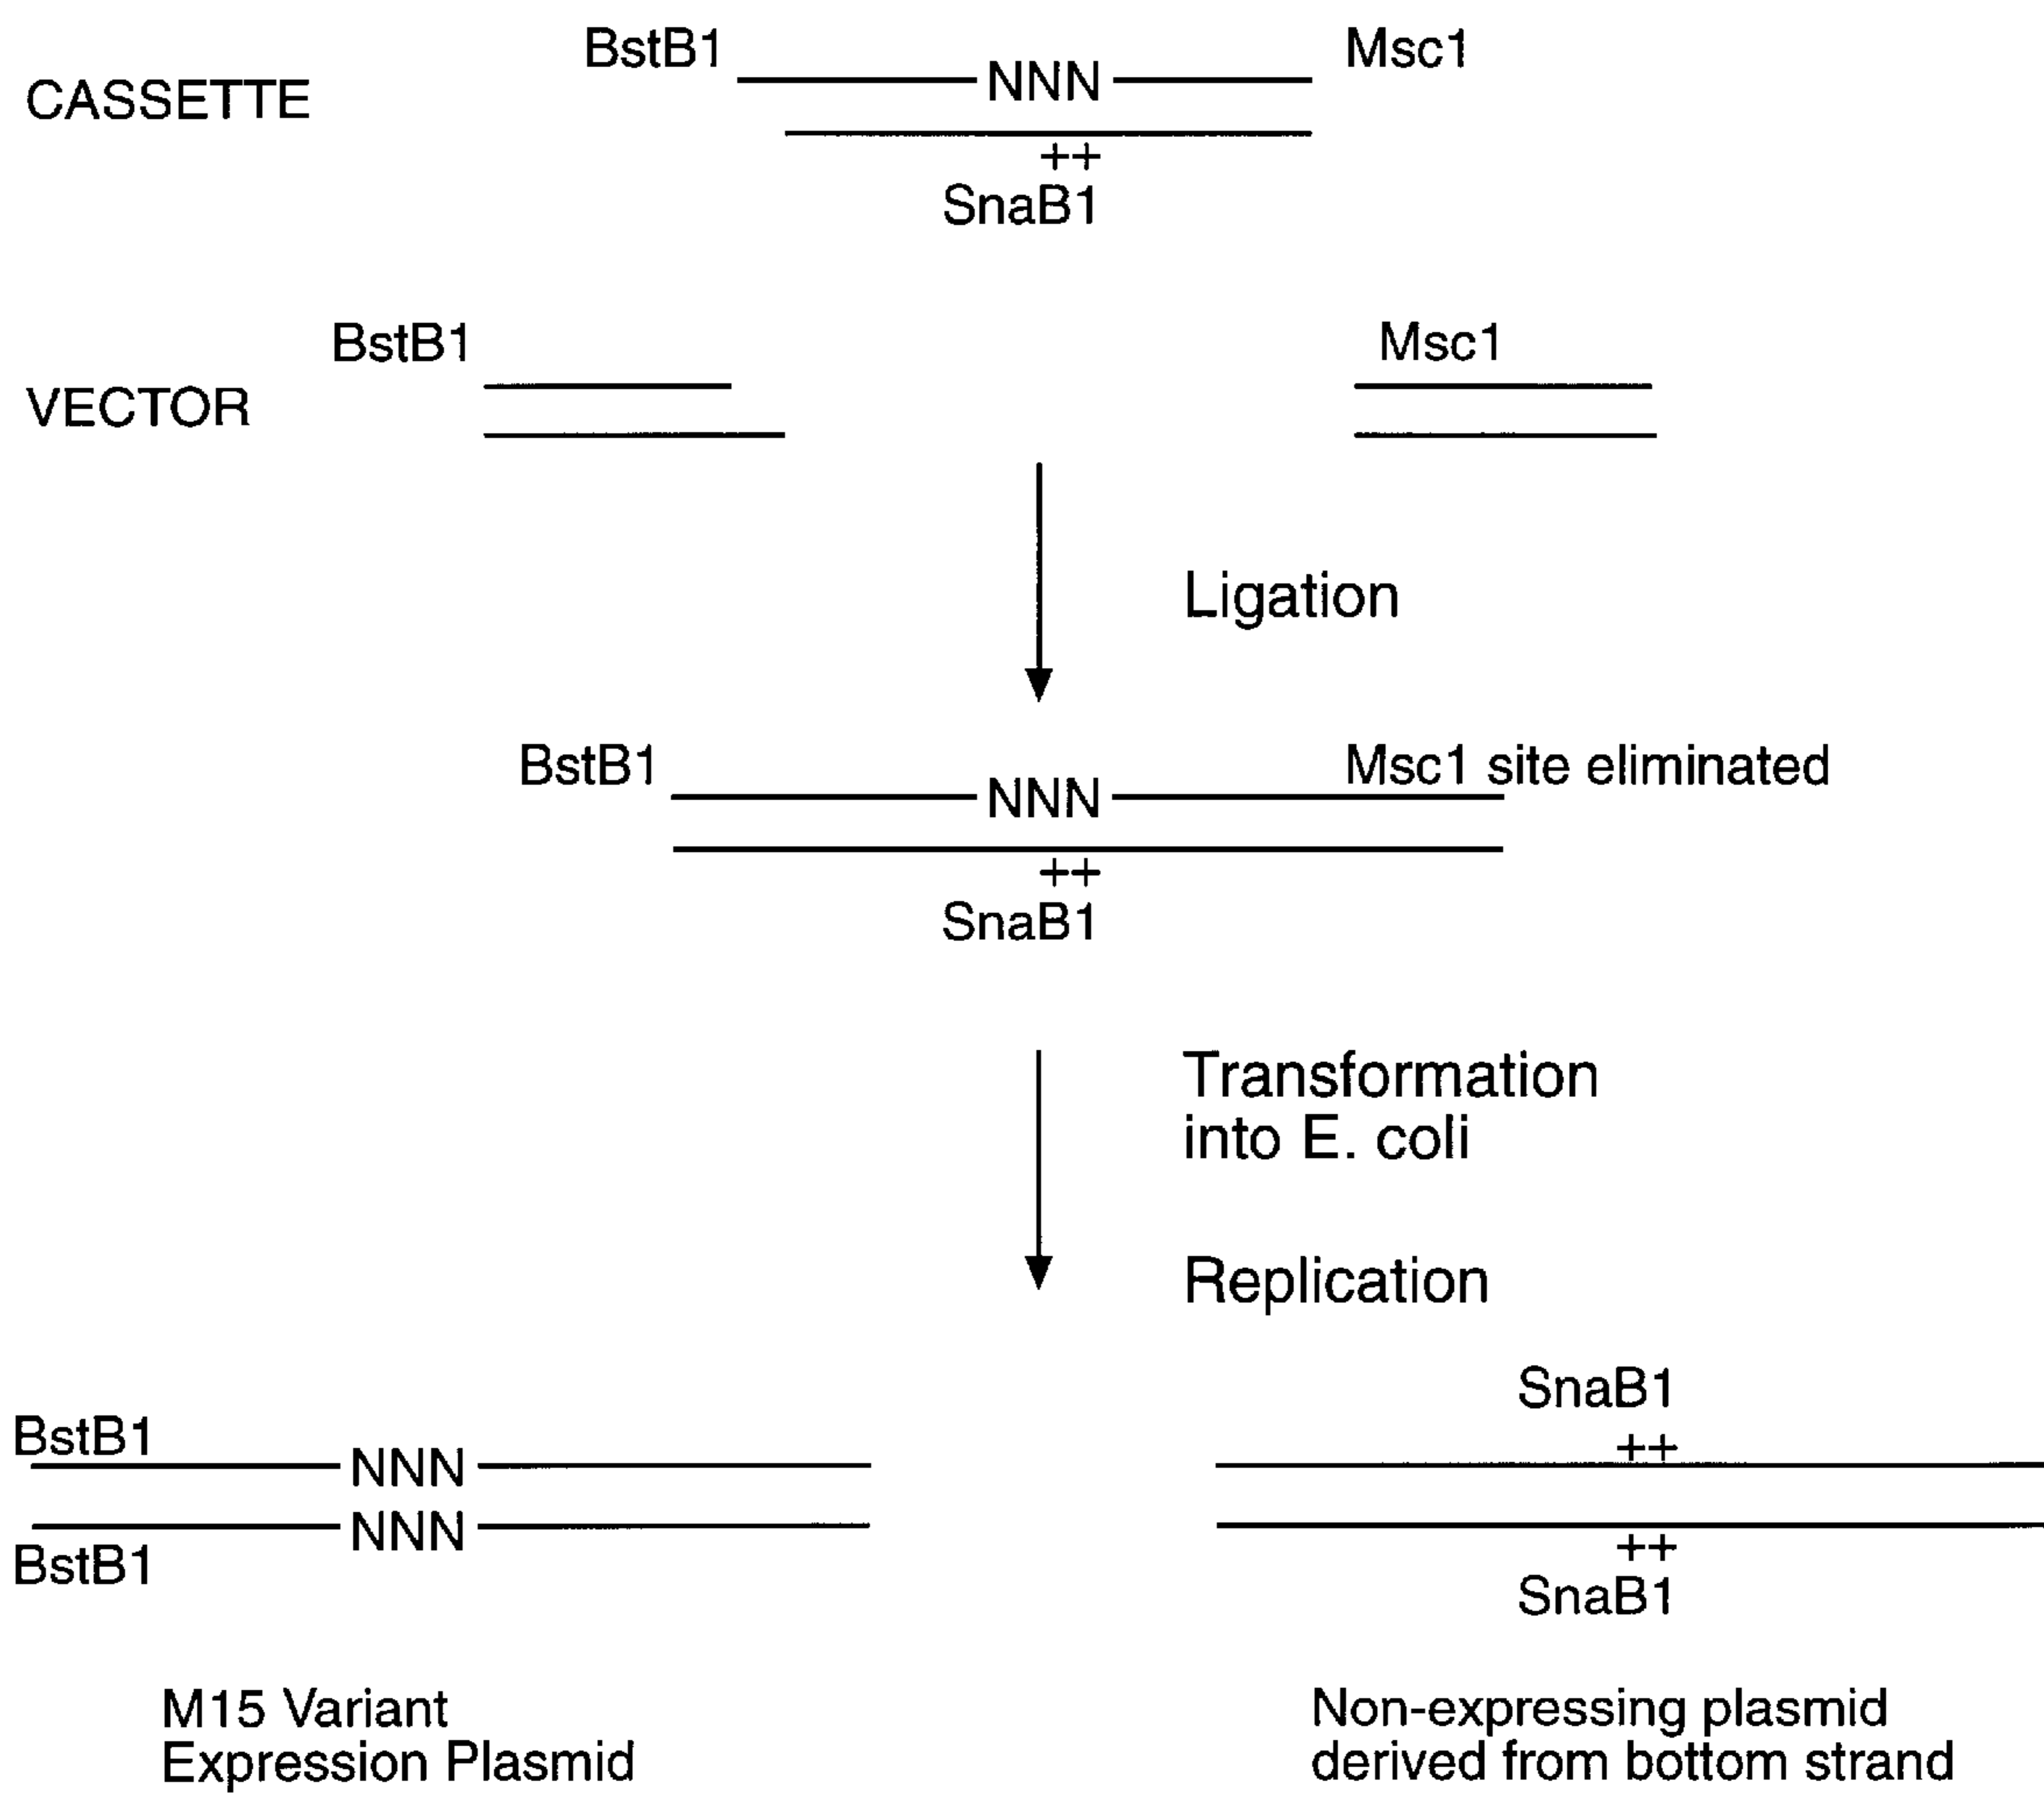 BstB1 Msc1
CASSETTE
NNN
++
SnaB1
BstB1 Msc1
VECTOR
Ligation
BstB1 Msc1 site eliminated
NNN
++
SnaB1
Transformation
into E. coli
Replication
SnaB1
++
BstB1
NNN
NNN
BstB1
++
SnaB1
M15 Variant
Expression Plasmid
Non-expressing plasmid
derived from bottom strand